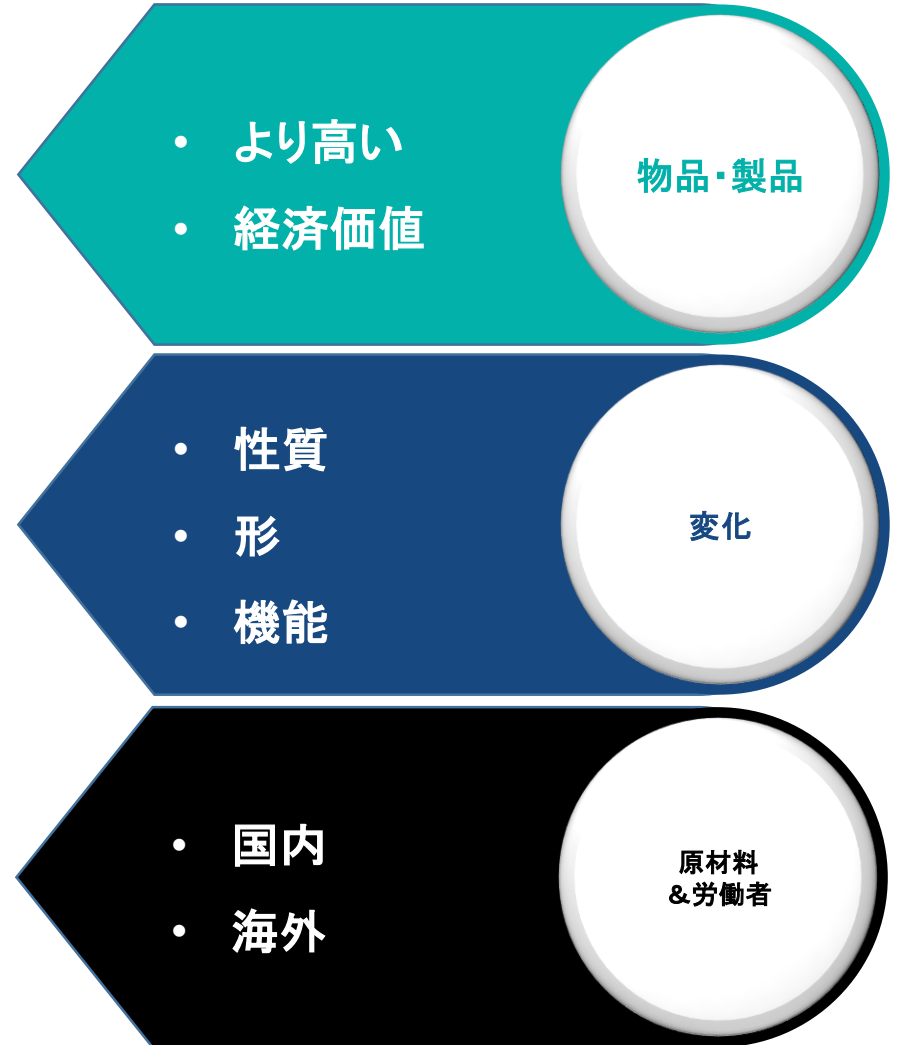 • より高い
• 経済価値
物品・製品
• 性質
• 形
• 機能
変化
• 国内
• 海外
原材料
&労働者